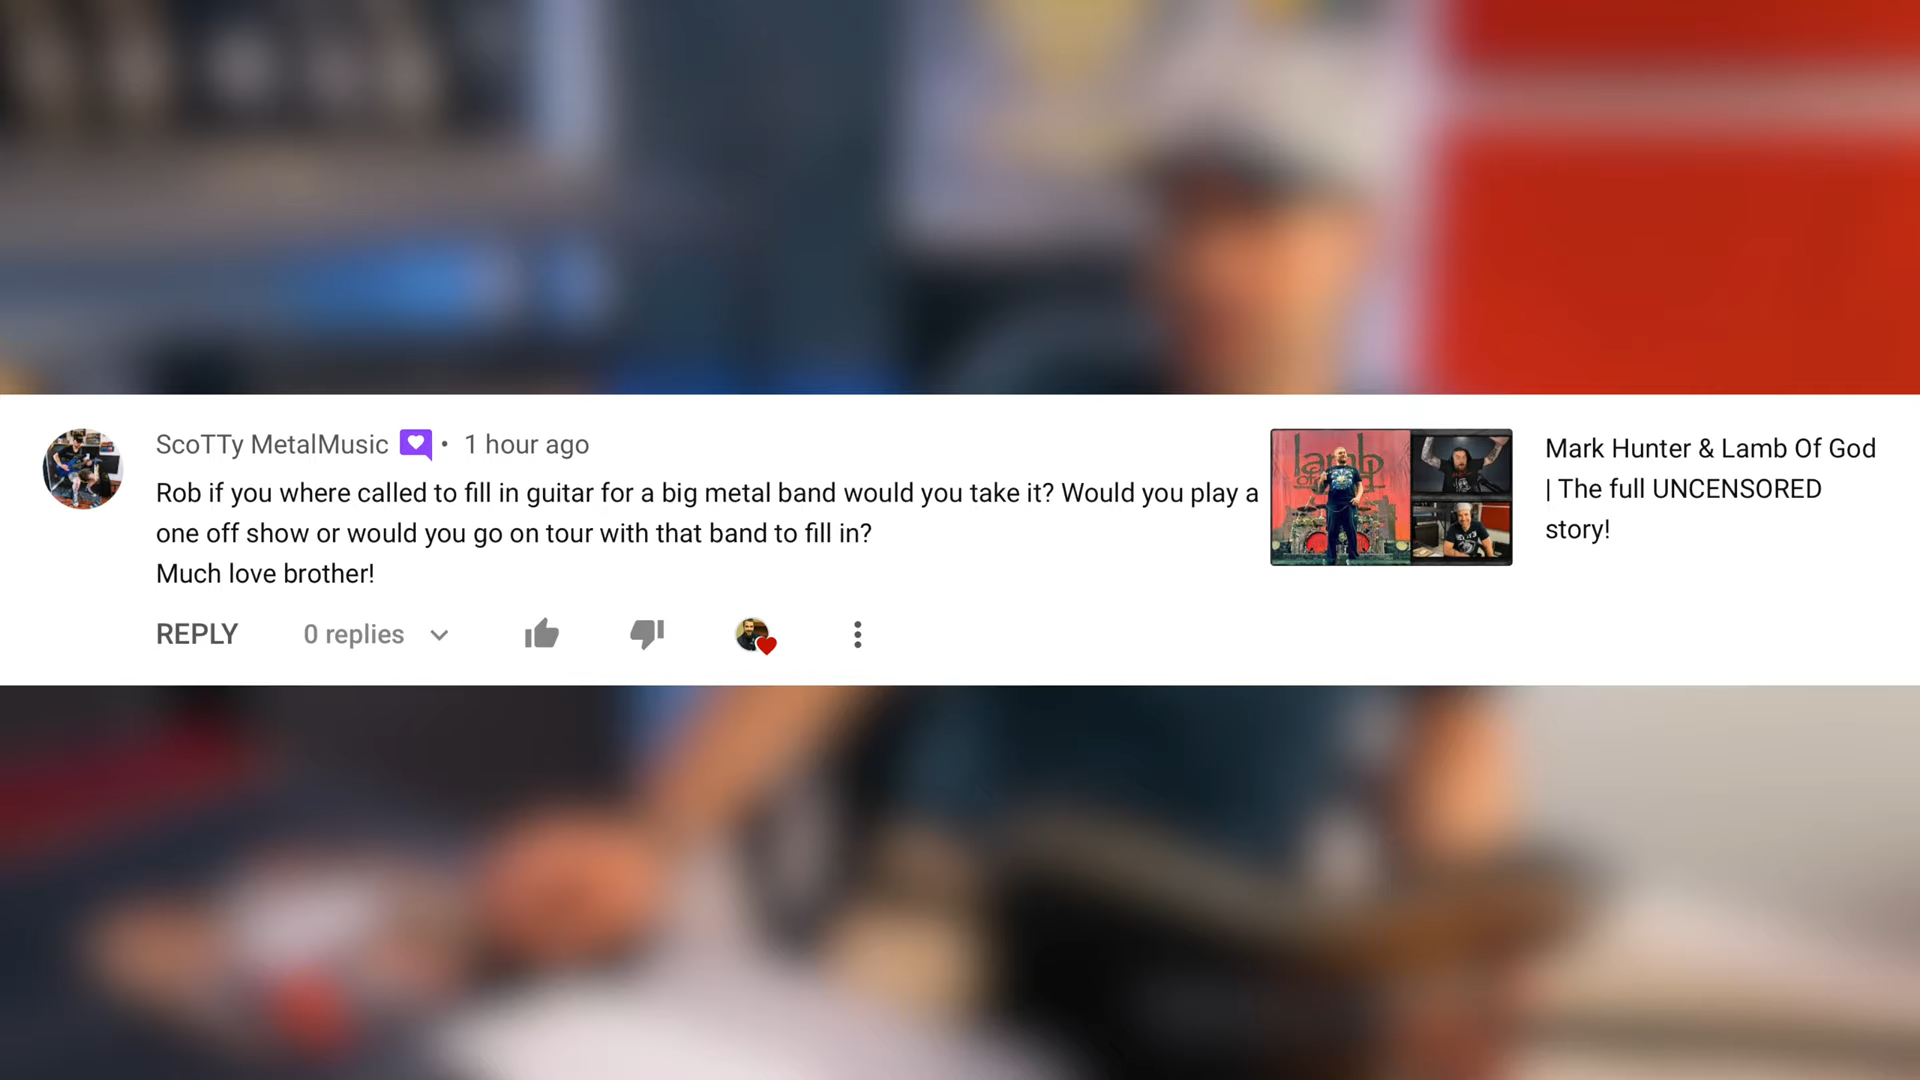 ScoTTy MetalMusic • 1 hour ago
Rob if you where called to fill in guitar for a big metal band would you take it? Would you play a
one off show or would you go on tour with that band to fill in?
Much love brother!
REPLY 0 replies
lamb
Mark Hunter & Lamb Of God
| The full UNCENSORED
story!